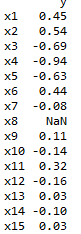 y
x1 0.45
x2 0.54
x3 -0.69
x4 -0.94
x5 -0.63
x6 0.44
x7 -0.08
x8 NaN
x9 0.11
x10 -0.14
x11 0.32
x12 -0.16
x13 0.03
x14 -0.10
x15 0.03